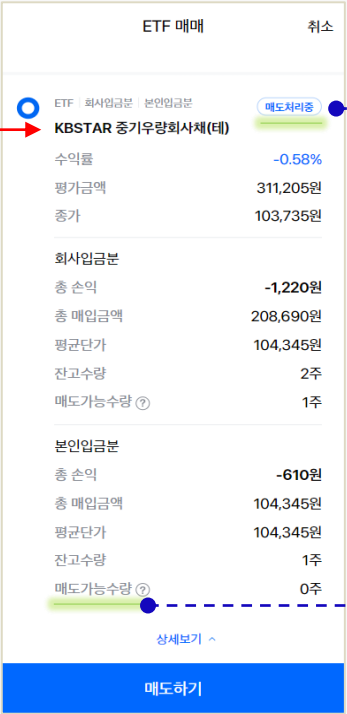 ETF 매매 취소
ETF 회사입금분 본인입금분 매도처리중
KBSTAR 중기우량회사채(테)
수익률 -0.58%
평가금액 311,205원
종가 103,735원
회사입금분
총 손익 -1,220원
총 매입금액 208,690원
평균단가 104,345원
잔고수량 2주
매도가능수량 ? 1주
본인입금분
총 손익 -610원
총 매입금액 104,345원
평균단가 104,345원
잔고수량 1주
매도가능수량 ? 0주
상세보기
매도하기